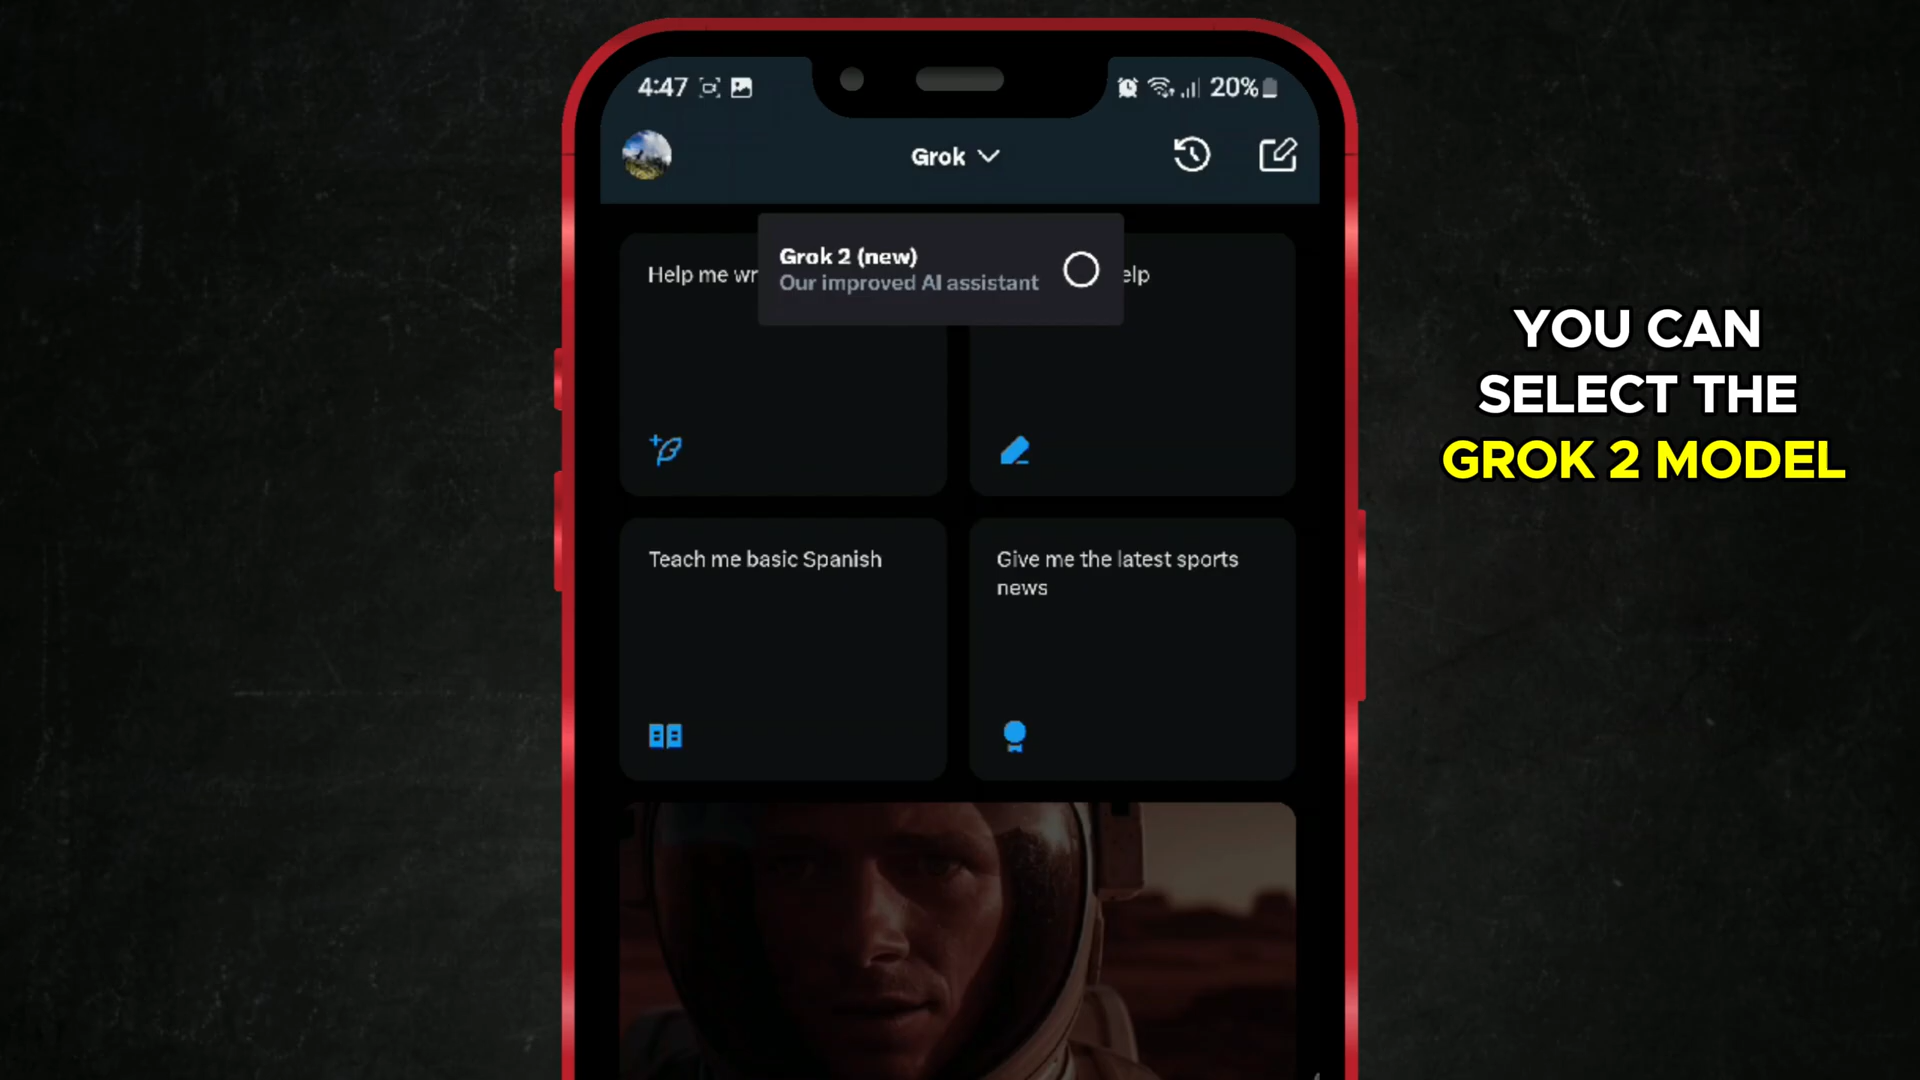 4:47
20%
Grok
Grok 2 (new)
Our improved AI assistant
Help me wr
elp
YOU CAN
SELECT THE
GROK 2 MODEL
Teach me basic Spanish
Give me the latest sports
news